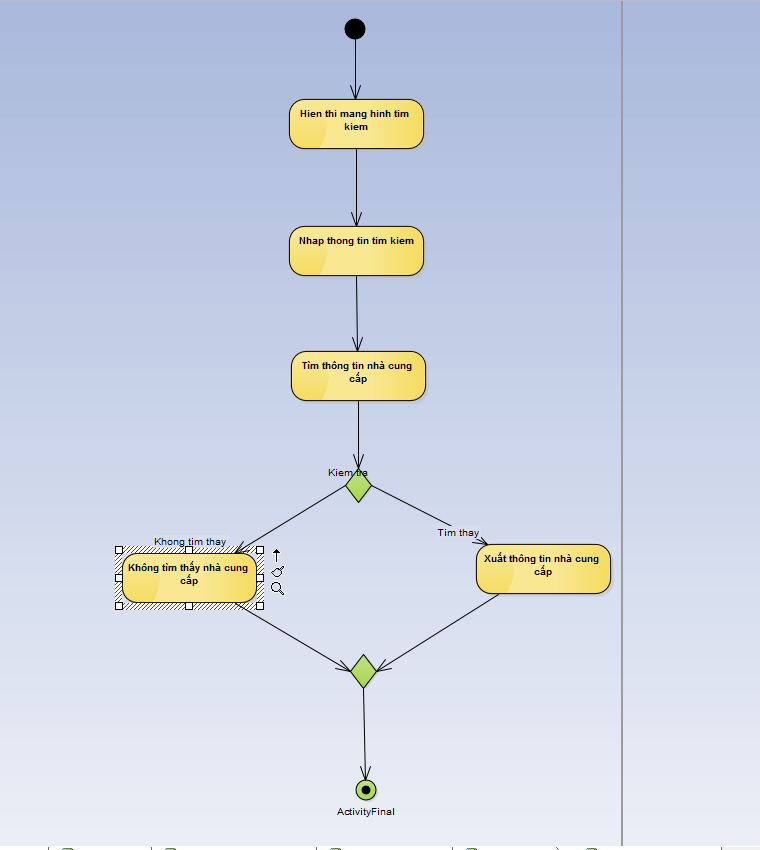 Hien thi mang hinh tim
kiem
Nhap thong tin tim kiem
Tìm thông tin nhà cung
cấp
Kiem tra
Khong tim thay
Tim thay
Không tìm thấy nhà cung
cấp
Xuất thông tin nhà cung
cấp
ActivityFinal